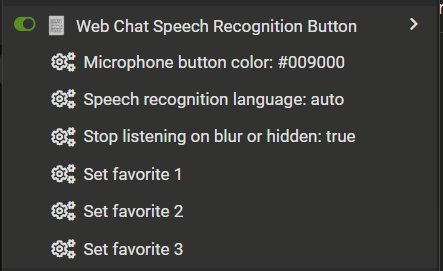 Web Chat Speech Recognition Button
Microphone button color: #009000
Speech recognition language: auto
Stop listening on blur or hidden: true
Set favorite 1
Set favorite 2
Set favorite 3